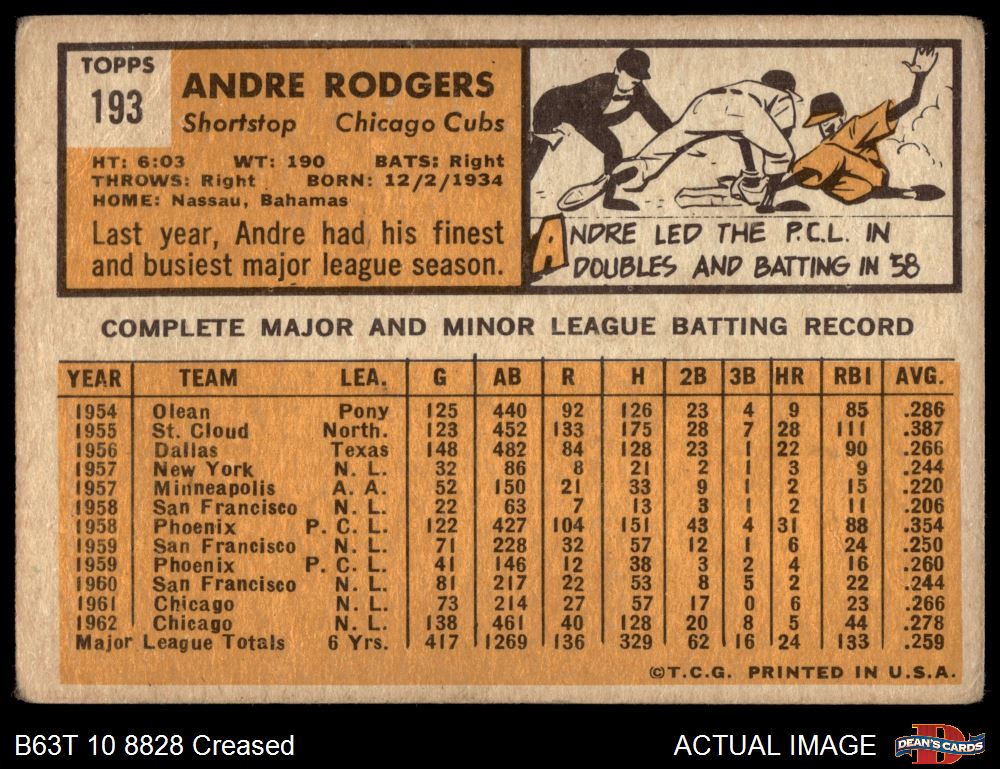 TOPPS
193
ANDRE RODGERS
Shortstop Chicago Cubs
HT: 6:03 WT: 190 BATS: Right
THROWS: Right BORN: 12/2/1934
HOME: Nassau, Bahamas
Last year, Andre had his finest
and busiest major league season.
ANDRE LED THE P.C.L. IN
DOUBLES AND BATTING IN '58
COMPLETE MAJOR AND MINOR LEAGUE BATTING RECORD
YEAR TEAM LEA. G AB R H 2B 3B HR RBI AVG.
1954 Olean Pony 125 440 92 126 23 4 9 85 .286
1955 St. Cloud North. 123 452 133 175 28 7 28 111 .387
1956 Dallas Texas 148 482 84 128 23 1 22 90 .266
1957 New York N. L. 32 86 8 21 2 1 3 9 .244
1957 Minneapolis A. A. 52 150 21 33 9 1 2 15 .220
1958 San Francisco N. L. 22 63 7 13 3 1 2 11 .206
1958 Phoenix P. C. L. 122 427 104 151 43 4 31 88 .354
1959 San Francisco N. L. 71 228 32 57 12 1 6 24 .250
1959 Phoenix P. C. L. 41 146 12 38 3 2 4 16 .260
1960 San Francisco N. L. 81 217 22 53 8 5 2 22 .244
1961 Chicago N. L. 73 214 27 57 17 0 6 23 .266
1962 Chicago N. L. 138 461 40 128 20 8 5 44 .278
Major League Totals 6 Yrs. 417 1269 136 329 62 16 24 133 .259
©T.C.G. PRINTED IN U.S.A.
B63T 10 8828 Creased
ACTUAL IMAGE
D
DEAN'S CARDS